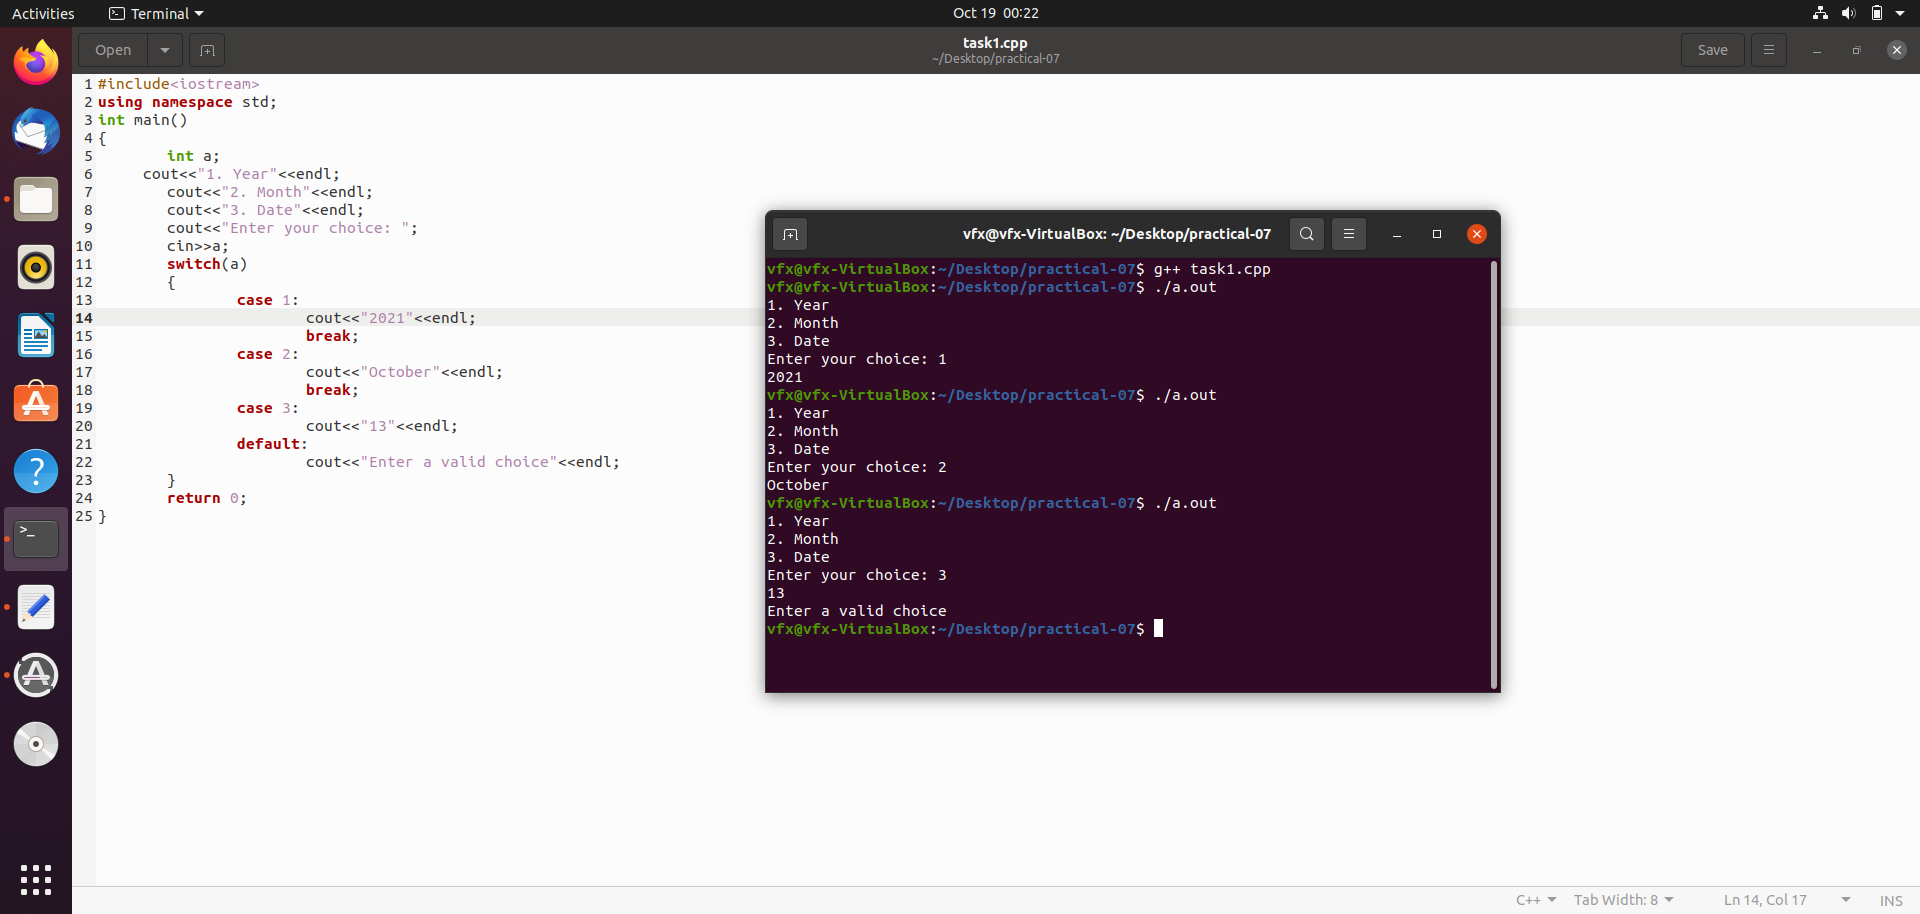 Activities
Terminal
Oct 19 00:22
Open
task1.cpp
~/Desktop/practical-07
Save
1 #include<iostream>
2 using namespace std;
3 int main()
4 {
5 int a;
6 cout<<"1. Year"<<endl;
7 cout<<"2. Month"<<endl;
8 cout<<"3. Date"<<endl;
9 cout<<"Enter your choice: ";
10 cin>>a;
11 switch(a)
12 {
13 case 1:
14 cout<<"2021"<<endl;
15 break;
16 case 2:
17 cout<<"October"<<endl;
18 break;
19 case 3:
20 cout<<"13"<<endl;
21 default:
22 cout<<"Enter a valid choice"<<endl;
23 }
24 return 0;
25 }
vfx@vfx-VirtualBox: ~/Desktop/practical-07
vfx@vfx-VirtualBox:~/Desktop/practical-07$ g++ task1.cpp
vfx@vfx-VirtualBox:~/Desktop/practical-07$ ./a.out
1. Year
2. Month
3. Date
Enter your choice: 1
2021
vfx@vfx-VirtualBox:~/Desktop/practical-07$ ./a.out
1. Year
2. Month
3. Date
Enter your choice: 2
October
vfx@vfx-VirtualBox:~/Desktop/practical-07$ ./a.out
1. Year
2. Month
3. Date
Enter your choice: 3
13
Enter a valid choice
vfx@vfx-VirtualBox:~/Desktop/practical-07$
C++
Tab Width: 8
Ln 14, Col 17
INS